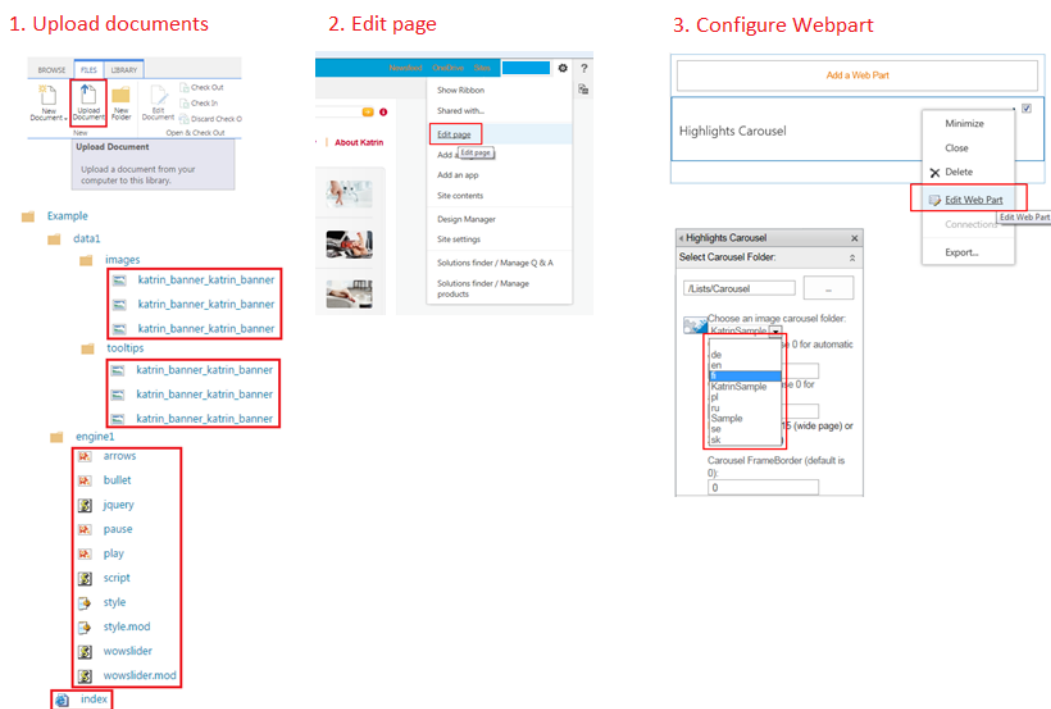 1. Upload documents
BROWSE FILES LIBRARY
New Document
Upload Document
New Folder
Edit Document
Check Out
Check In
Discard Check O
New
Open & Check Out
Upload Document
Upload a document from your
computer to this library.
Example
data1
images
katrin_banner_katrin_banner
katrin_banner_katrin_banner
katrin_banner_katrin_banner
tooltips
katrin_banner_katrin_banner
katrin_banner_katrin_banner
katrin_banner_katrin_banner
engine1
arrows
bullet
jquery
pause
play
script
style
style.mod
wowslider
wowslider.mod
index
2. Edit page
Newsfeed OneDrive Sites ?
Show Ribbon
Shared with...
Edit page
Edit page
Add a
Add an app
Site contents
Design Manager
Site settings
Solutions finder / Manage Q & A
Solutions finder / Manage
products
About Katrin
3. Configure Webpart
Add a Web Part
Highlights Carousel
Minimize
Close
Delete
Edit Web Part
Edit Web Part
Connections
Export...
Highlights Carousel
Select Carousel Folder:
/Lists/Carousel
...
Choose an image carousel folder:
KatrinSample
se 0 for automatic
de
en
KatrinSample
se 0 for
pl
ru
Sample
15 (wide page) or
se
sk
Carousel FrameBorder (default is
0):
0